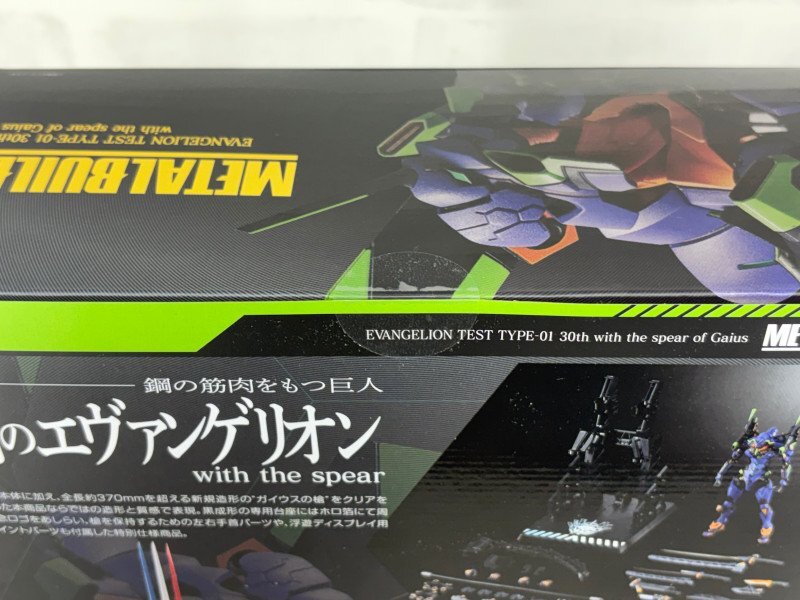 EVANGELION TEST TYPE-01 30th
with the spear of Gaius
METALBUIL
EVANGELION TEST TYPE-01 30th with the spear of Gaius
ME
鋼の筋肉をもつ巨人
のエヴァンゲリオン
with the spear
本体に加え、全長約370mmを超える新規造形の"ガイウスの槍"をクリアを
た本商品ならではの造形と質感で表現。黒成形の専用台座にはホロ箔にて周
念ロゴをあしらい、槍を保持するための左右手首パーツや、浮遊ディスプレイ用
イントパーツも付属した特別仕様商品。